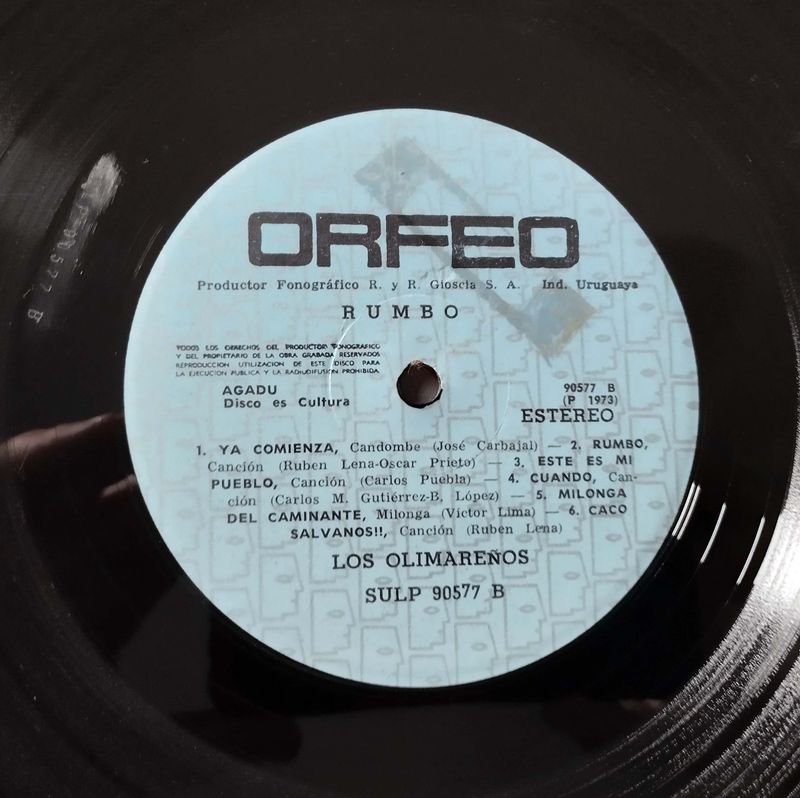 ORFEO
Productor Fonográfico R. y R. Gioscia S. A. Ind. Uruguaya
RUMBO
TODOS LOS DERECHOS DEL PRODUCTOR FONOGRAFICO
Y DEL PROPIETARIO DE LA OBRA GRABADA RESERVADOS
REPRODUCCION UTILIZACION DE ESTE DISCO PARA
LA EJECUCION PUBLICA Y LA RADIODIFUSION PROHIBIDA.
AGADU
Disco es Cultura
90577 B
(P 1973)
ESTEREO
1. YA COMIENZA, Candombe (José Carbajal) — 2. RUMBO,
Canción (Ruben Lena-Oscar Prieto) — 3. ESTE ES MI
PUEBLO, Canción (Carlos Puebla) — 4. CUANDO, Can-
ción (Carlos M. Gutiérrez-B. López) — 5. MILONGA
DEL CAMINANTE, Milonga (Víctor Lima) — 6. CACO
SALVANOS!!, Canción (Ruben Lena)
LOS OLIMAREÑOS
SULP 90577 B